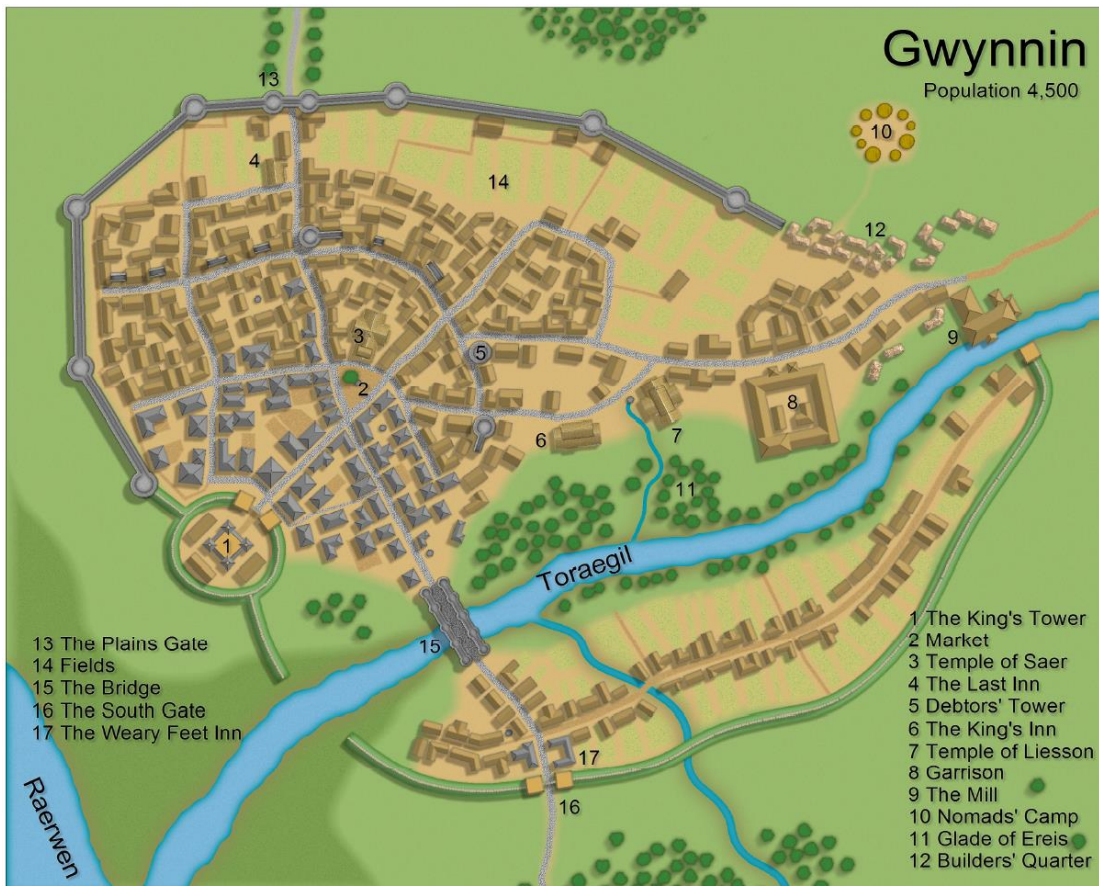 Gwynnin
Population 4,500
13
10
4
14
12
3
5
9
2
8
6
7
11
1
Toraegil
15
17
16
Raerwen
13 The Plains Gate
14 Fields
15 The Bridge
16 The South Gate
17 The Weary Feet Inn
1 The King's Tower
2 Market
3 Temple of Saer
4 The Last Inn
5 Debtors' Tower
6 The King's Inn
7 Temple of Liesson
8 Garrison
9 The Mill
10 Nomads' Camp
11 Glade of Ereis
12 Builders' Quarter